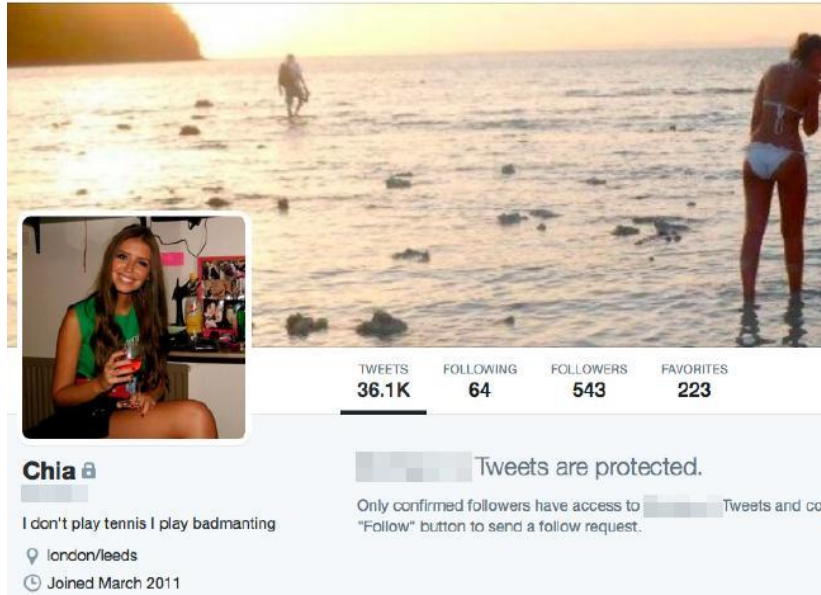 TWEETS FOLLOWING FOLLOWERS FAVORITES
36.1K 64 543 223
Chia
Tweets are protected.
I don't play tennis I play badmanting
Only confirmed followers have access to Tweets and co
"Follow" button to send a follow request.
london/leeds
Joined March 2011